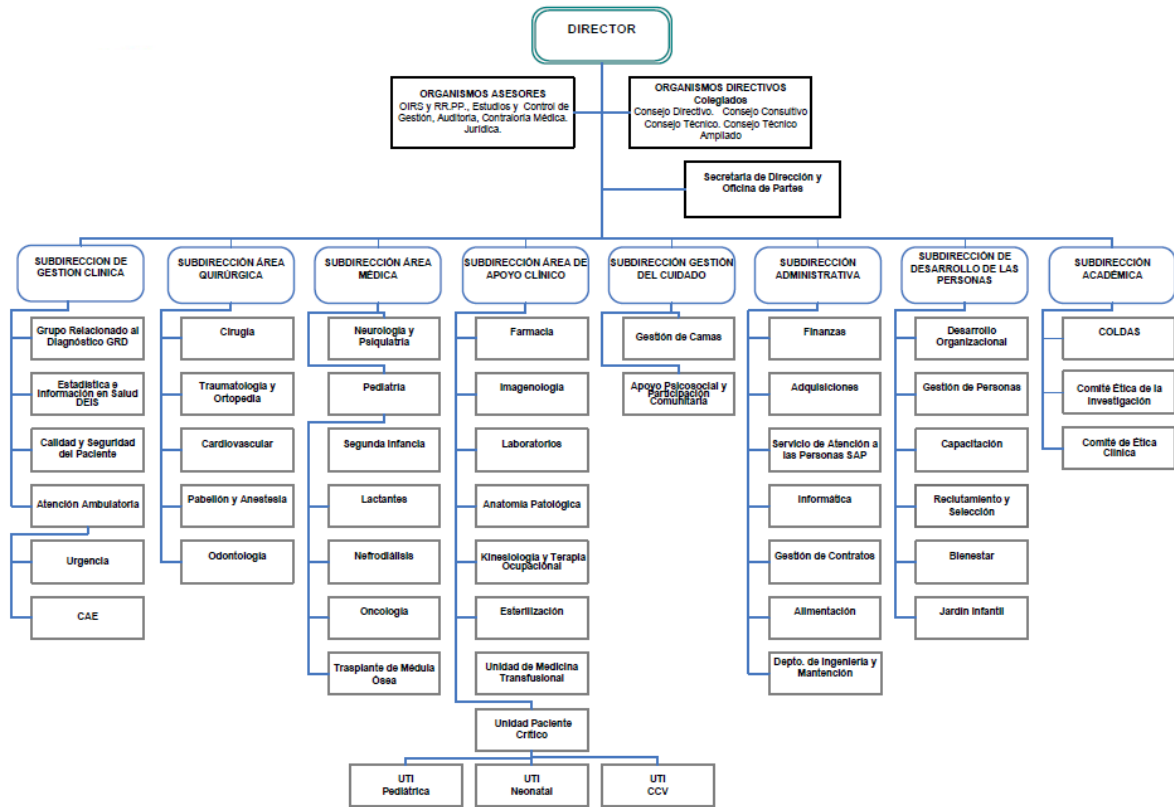 DIRECTOR
ORGANISMOS ASESORES
OIRS y RR.PP., Estudios y Control de
Gestión, Auditoría, Contraloría Médica.
Jurídica.
ORGANISMOS DIRECTIVOS
Colegiados
Consejo Directivo. Consejo Consultivo
Consejo Técnico. Consejo Técnico
Ampliado
Secretaria de Dirección y
Oficina de Partes
SUBDIRECCION DE
GESTION CLINICA
SUBDIRECCIÓN ÁREA
QUIRÚRGICA
SUBDIRECCIÓN ÁREA
MÉDICA
SUBDIRECCIÓN ÁREA DE
APOYO CLÍNICO
SUBDIRECCIÓN GESTIÓN
DEL CUIDADO
SUBDIRECCIÓN
ADMINISTRATIVA
SUBDIRECCIÓN DE
DESARROLLO DE LAS
PERSONAS
SUBDIRECCIÓN
ACADÉMICA
Grupo Relacionado al
Diagnóstico GRD
Estadística e
Información en Salud
DEIS
Calidad y Seguridad
del Paciente
Atención Ambulatoria
Urgencia
CAE
Cirugía
Traumatología y
Ortopedia
Cardiovascular
Pabellón y Anestesia
Odontología
Neurología y
Psiquiatría
Pediatría
Segunda Infancia
Lactantes
Nefrodiálisis
Oncología
Trasplante de Médula
Ósea
Farmacia
Imagenología
Laboratorios
Anatomía Patológica
Kinesiología y Terapia
Ocupacional
Esterilización
Unidad de Medicina
Transfusional
Unidad Paciente
Crítico
UTI
Pediátrica
UTI
Neonatal
UTI
CCV
Gestión de Camas
Apoyo Psicosocial y
Participación
Comunitaria
Finanzas
Adquisiciones
Servicio de Atención a
las Personas SAP
Informática
Gestión de Contratos
Alimentación
Depto. de Ingeniería y
Mantención
Desarrollo
Organizacional
Gestión de Personas
Capacitación
Reclutamiento y
Selección
Bienestar
Jardín Infantil
COLDAS
Comité Ética de la
Investigación
Comité de Ética
Clínica